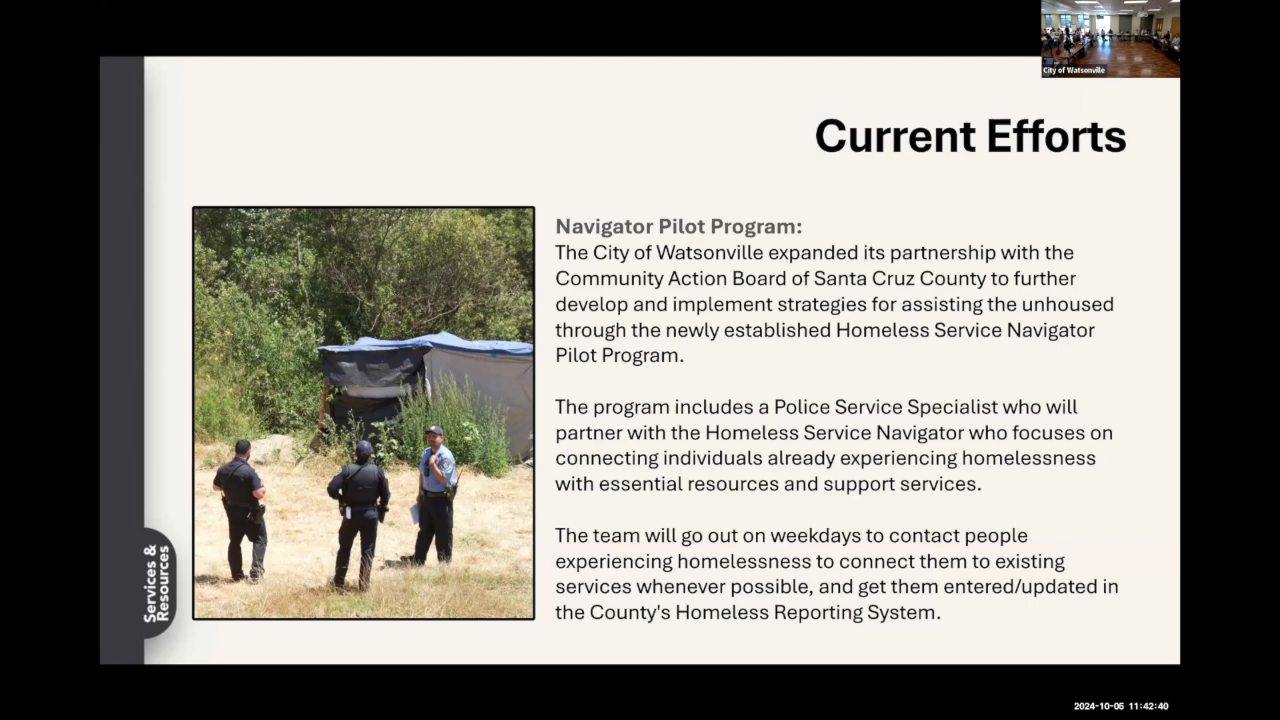 City of Watsonville
Current Efforts
Navigator Pilot Program:
The City of Watsonville expanded its partnership with the
Community Action Board of Santa Cruz County to further
develop and implement strategies for assisting the unhoused
through the newly established Homeless Service Navigator
Pilot Program.
The program includes a Police Service Specialist who will
partner with the Homeless Service Navigator who focuses on
connecting individuals already experiencing homelessness
with essential resources and support services.
The team will go out on weekdays to contact people
experiencing homelessness to connect them to existing
services whenever possible, and get them entered/updated in
the County's Homeless Reporting System.
Services &
Resources
2024-10-05 11:42:40